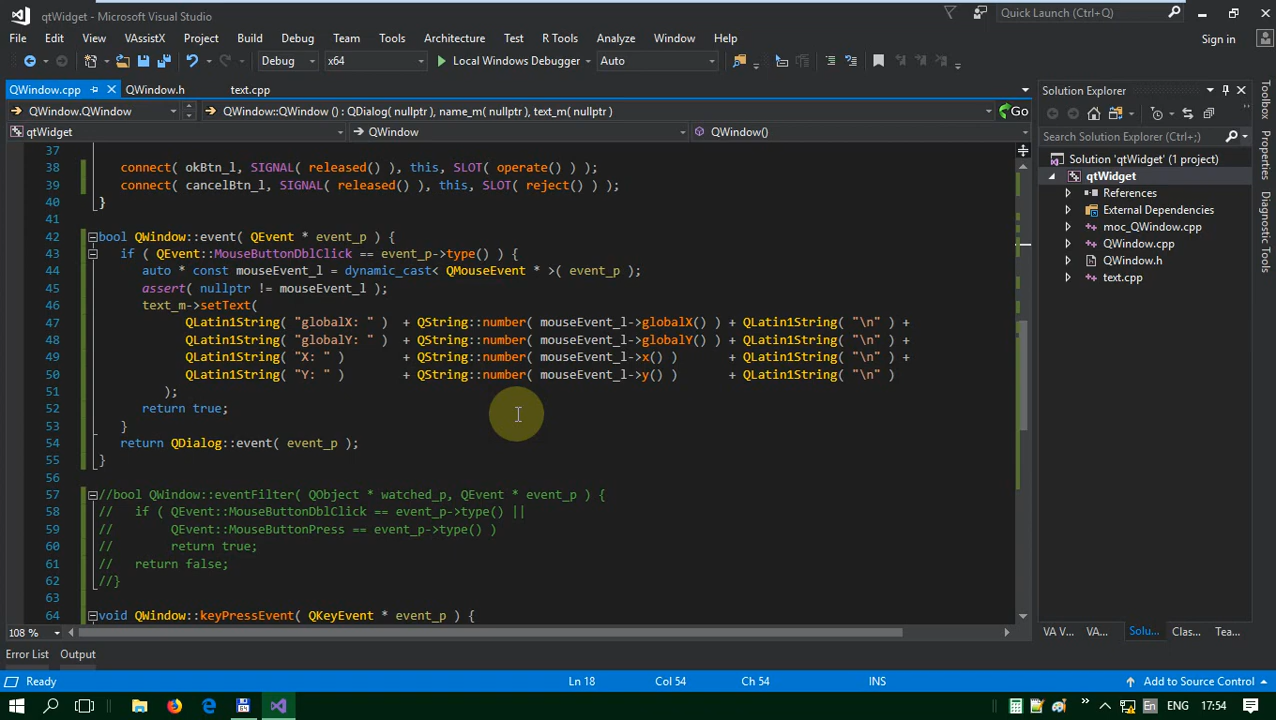 qtWidget - Microsoft Visual Studio
Quick Launch (Ctrl+Q)
File Edit View VAssistX Project Build Debug Team Tools Architecture Test R Tools Analyze Window Help
Sign in
Debug x64 Local Windows Debugger Auto
QWindow.cpp QWindow.h text.cpp
QWindow.QWindow QWindow::QWindow () : QDialog( nullptr ), name_m( nullptr ), text_m( nullptr ) Go
qtWidget QWindow QWindow()
37
38 connect( okBtn_l, SIGNAL( released() ), this, SLOT( operate() ) );
39 connect( cancelBtn_l, SIGNAL( released() ), this, SLOT( reject() ) );
40 }
41
42 bool QWindow::event( QEvent * event_p ) {
43 if ( QEvent::MouseButtonDblClick == event_p->type() ) {
44 auto * const mouseEvent_l = dynamic_cast< QMouseEvent * >( event_p );
45 assert( nullptr != mouseEvent_l );
46 text_m->setText(
47 QLatin1String( "globalX: " ) + QString::number( mouseEvent_l->globalX() ) + QLatin1String( "\n" ) +
48 QLatin1String( "globalY: " ) + QString::number( mouseEvent_l->globalY() ) + QLatin1String( "\n" ) +
49 QLatin1String( "X: " ) + QString::number( mouseEvent_l->x() ) + QLatin1String( "\n" ) +
50 QLatin1String( "Y: " ) + QString::number( mouseEvent_l->y() ) + QLatin1String( "\n" )
51 );
52 return true;
53 }
54 return QDialog::event( event_p );
55 }
56
57 //bool QWindow::eventFilter( QObject * watched_p, QEvent * event_p ) {
58 // if ( QEvent::MouseButtonDblClick == event_p->type() ||
59 // QEvent::MouseButtonPress == event_p->type() )
60 // return true;
61 // return false;
62 //}
63
64 void QWindow::keyPressEvent( QKeyEvent * event_p ) {
108 %
Solution Explorer
Search Solution Explorer (Ctrl+;)
Solution 'qtWidget' (1 project)
qtWidget
References
External Dependencies
moc_QWindow.cpp
QWindow.cpp
QWindow.h
text.cpp
VA V... VA... Solu... Clas... Tea...
Toolbox
Properties
Diagnostic Tools
Error List Output
Ready Ln 18 Col 54 Ch 54 INS Add to Source Control
64 En ENG 17:54